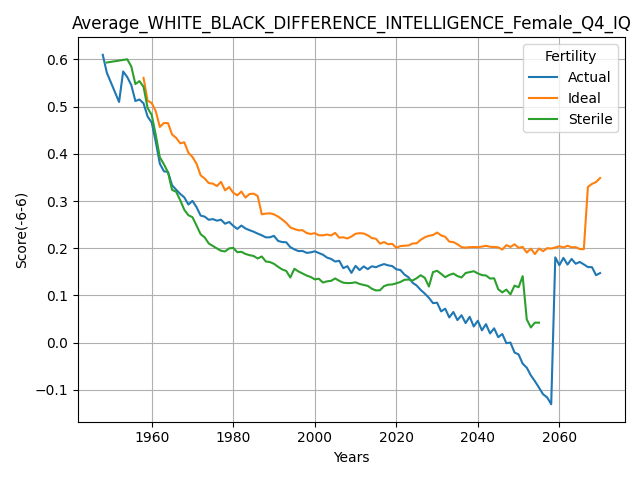 Average_WHITE_BLACK_DIFFERENCE_INTELLIGENCE_Female_Q4_IQ
Fertility
Actual
Ideal
Sterile
Score(-6-6)
0.6
0.5
0.4
0.3
0.2
0.1
0.0
−0.1
1960 1980 2000 2020 2040 2060
Years